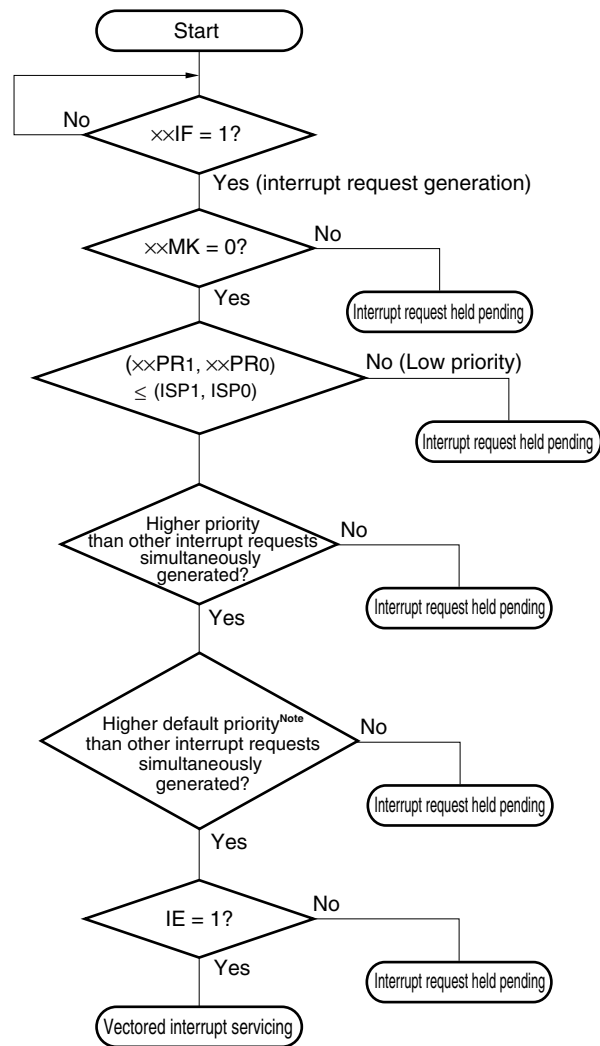 Start
No
××IF = 1?
Yes (interrupt request generation)
××MK = 0?
No
Yes
Interrupt request held pending
(××PR1, ××PR0)
≤ (ISP1, ISP0)
No (Low priority)
Interrupt request held pending
Higher priority
than other interrupt requests
simultaneously
generated?
No
Interrupt request held pending
Yes
Higher default priorityNote
than other interrupt requests
simultaneously
generated?
No
Interrupt request held pending
Yes
IE = 1?
No
Yes
Interrupt request held pending
Vectored interrupt servicing